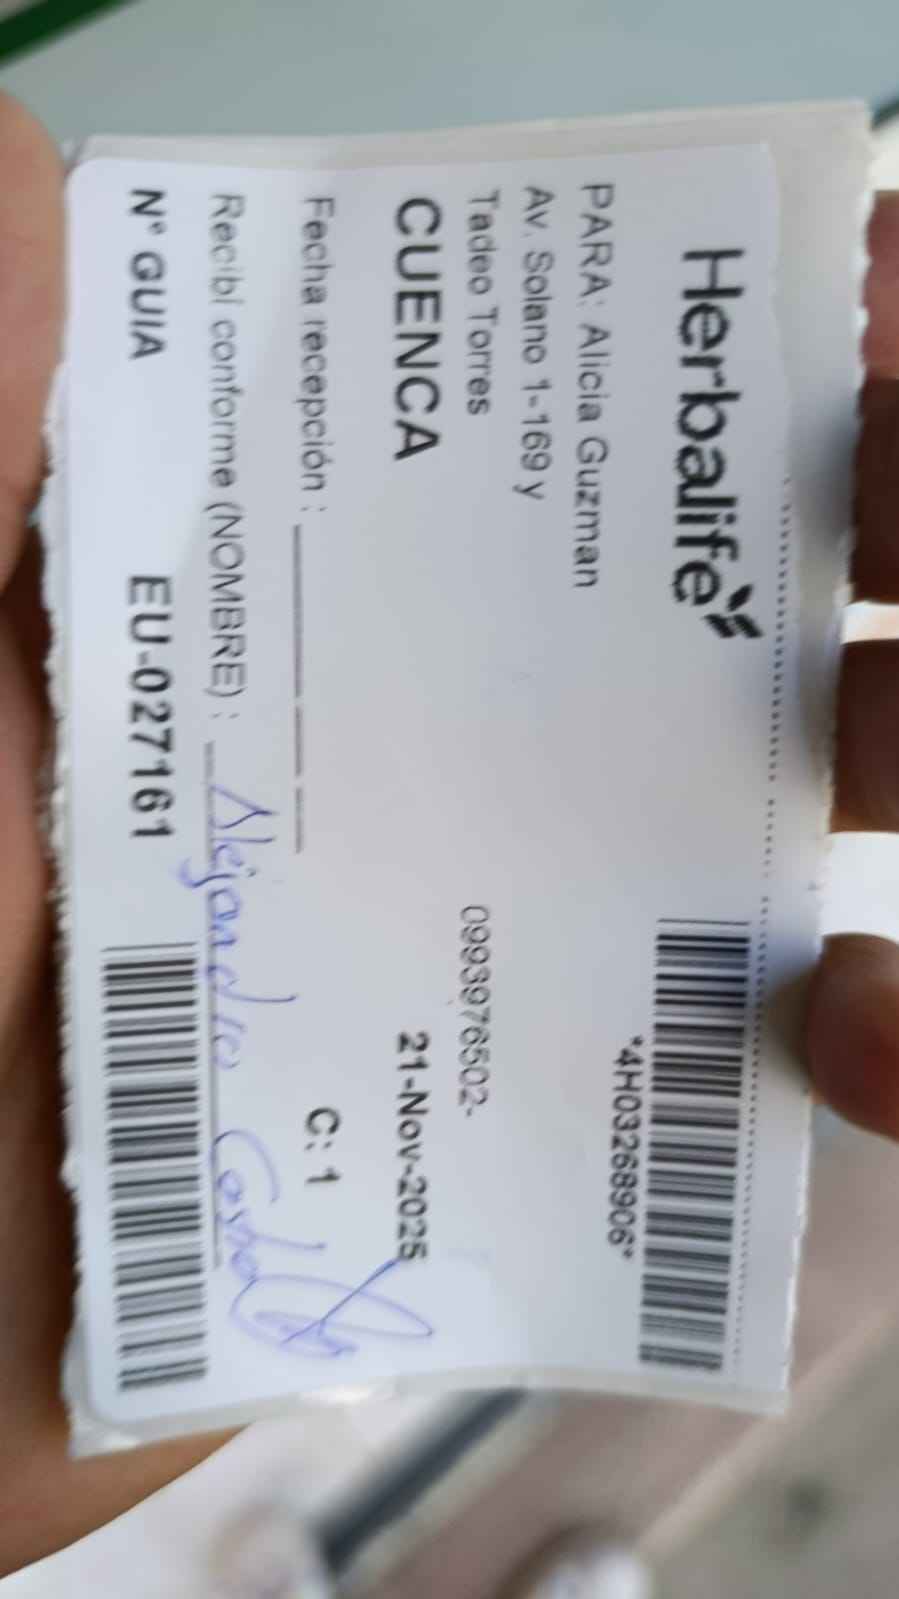 Herbalife
*4H03268906*
PARA: Alicia Guzman
Av. Solano 1-169 y
Tadeo Torres
0993976502-
CUENCA 21-Nov-2025
Fecha recepción : C: 1
Recibí conforme (NOMBRE) : Alejandro
N° GUIA EU-027161